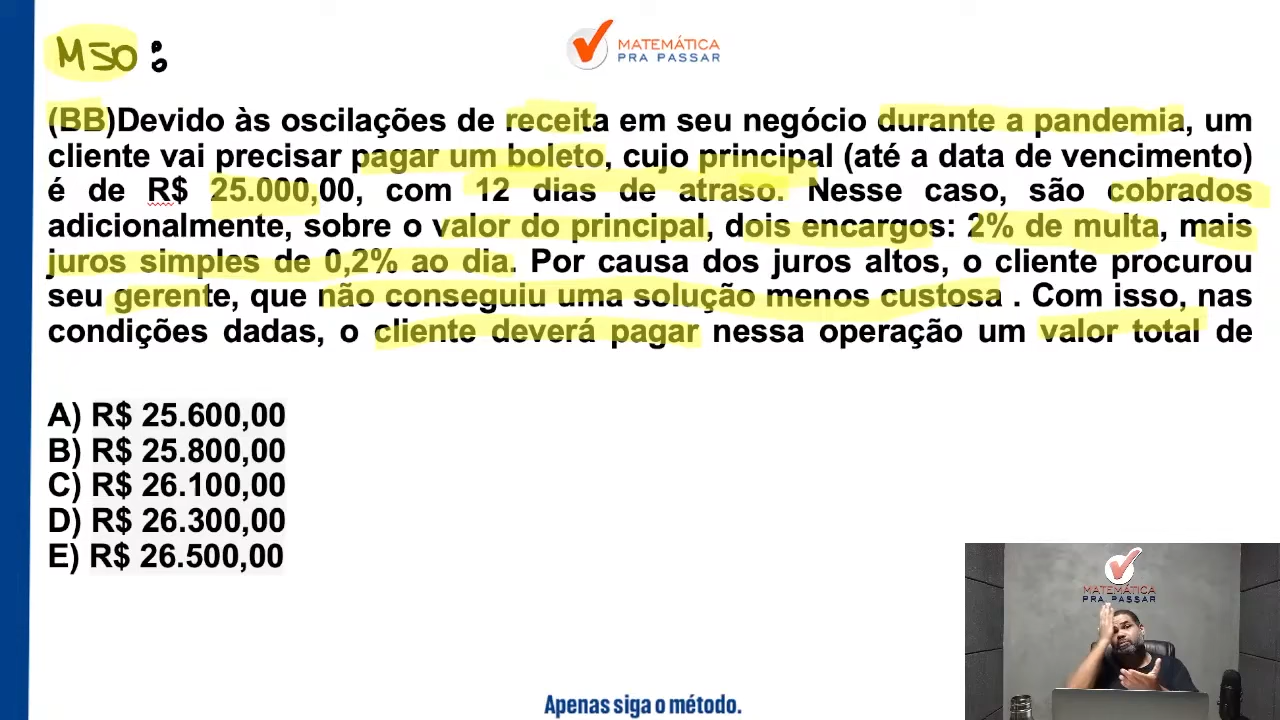 M50 :
MATEMÁTICA
PRA PASSAR
(BB)Devido às oscilações de receita em seu negócio durante a pandemia, um
cliente vai precisar pagar um boleto, cujo principal (até a data de vencimento)
é de R$ 25.000,00, com 12 dias de atraso. Nesse caso, são cobrados
adicionalmente, sobre o valor do principal, dois encargos: 2% de multa, mais
juros simples de 0,2% ao dia. Por causa dos juros altos, o cliente procurou
seu gerente, que não conseguiu uma solução menos custosa . Com isso, nas
condições dadas, o cliente deverá pagar nessa operação um valor total de
A) R$ 25.600,00
B) R$ 25.800,00
C) R$ 26.100,00
D) R$ 26.300,00
E) R$ 26.500,00
MATEMÁTICA
PRA PASSAR
Apenas siga o método.